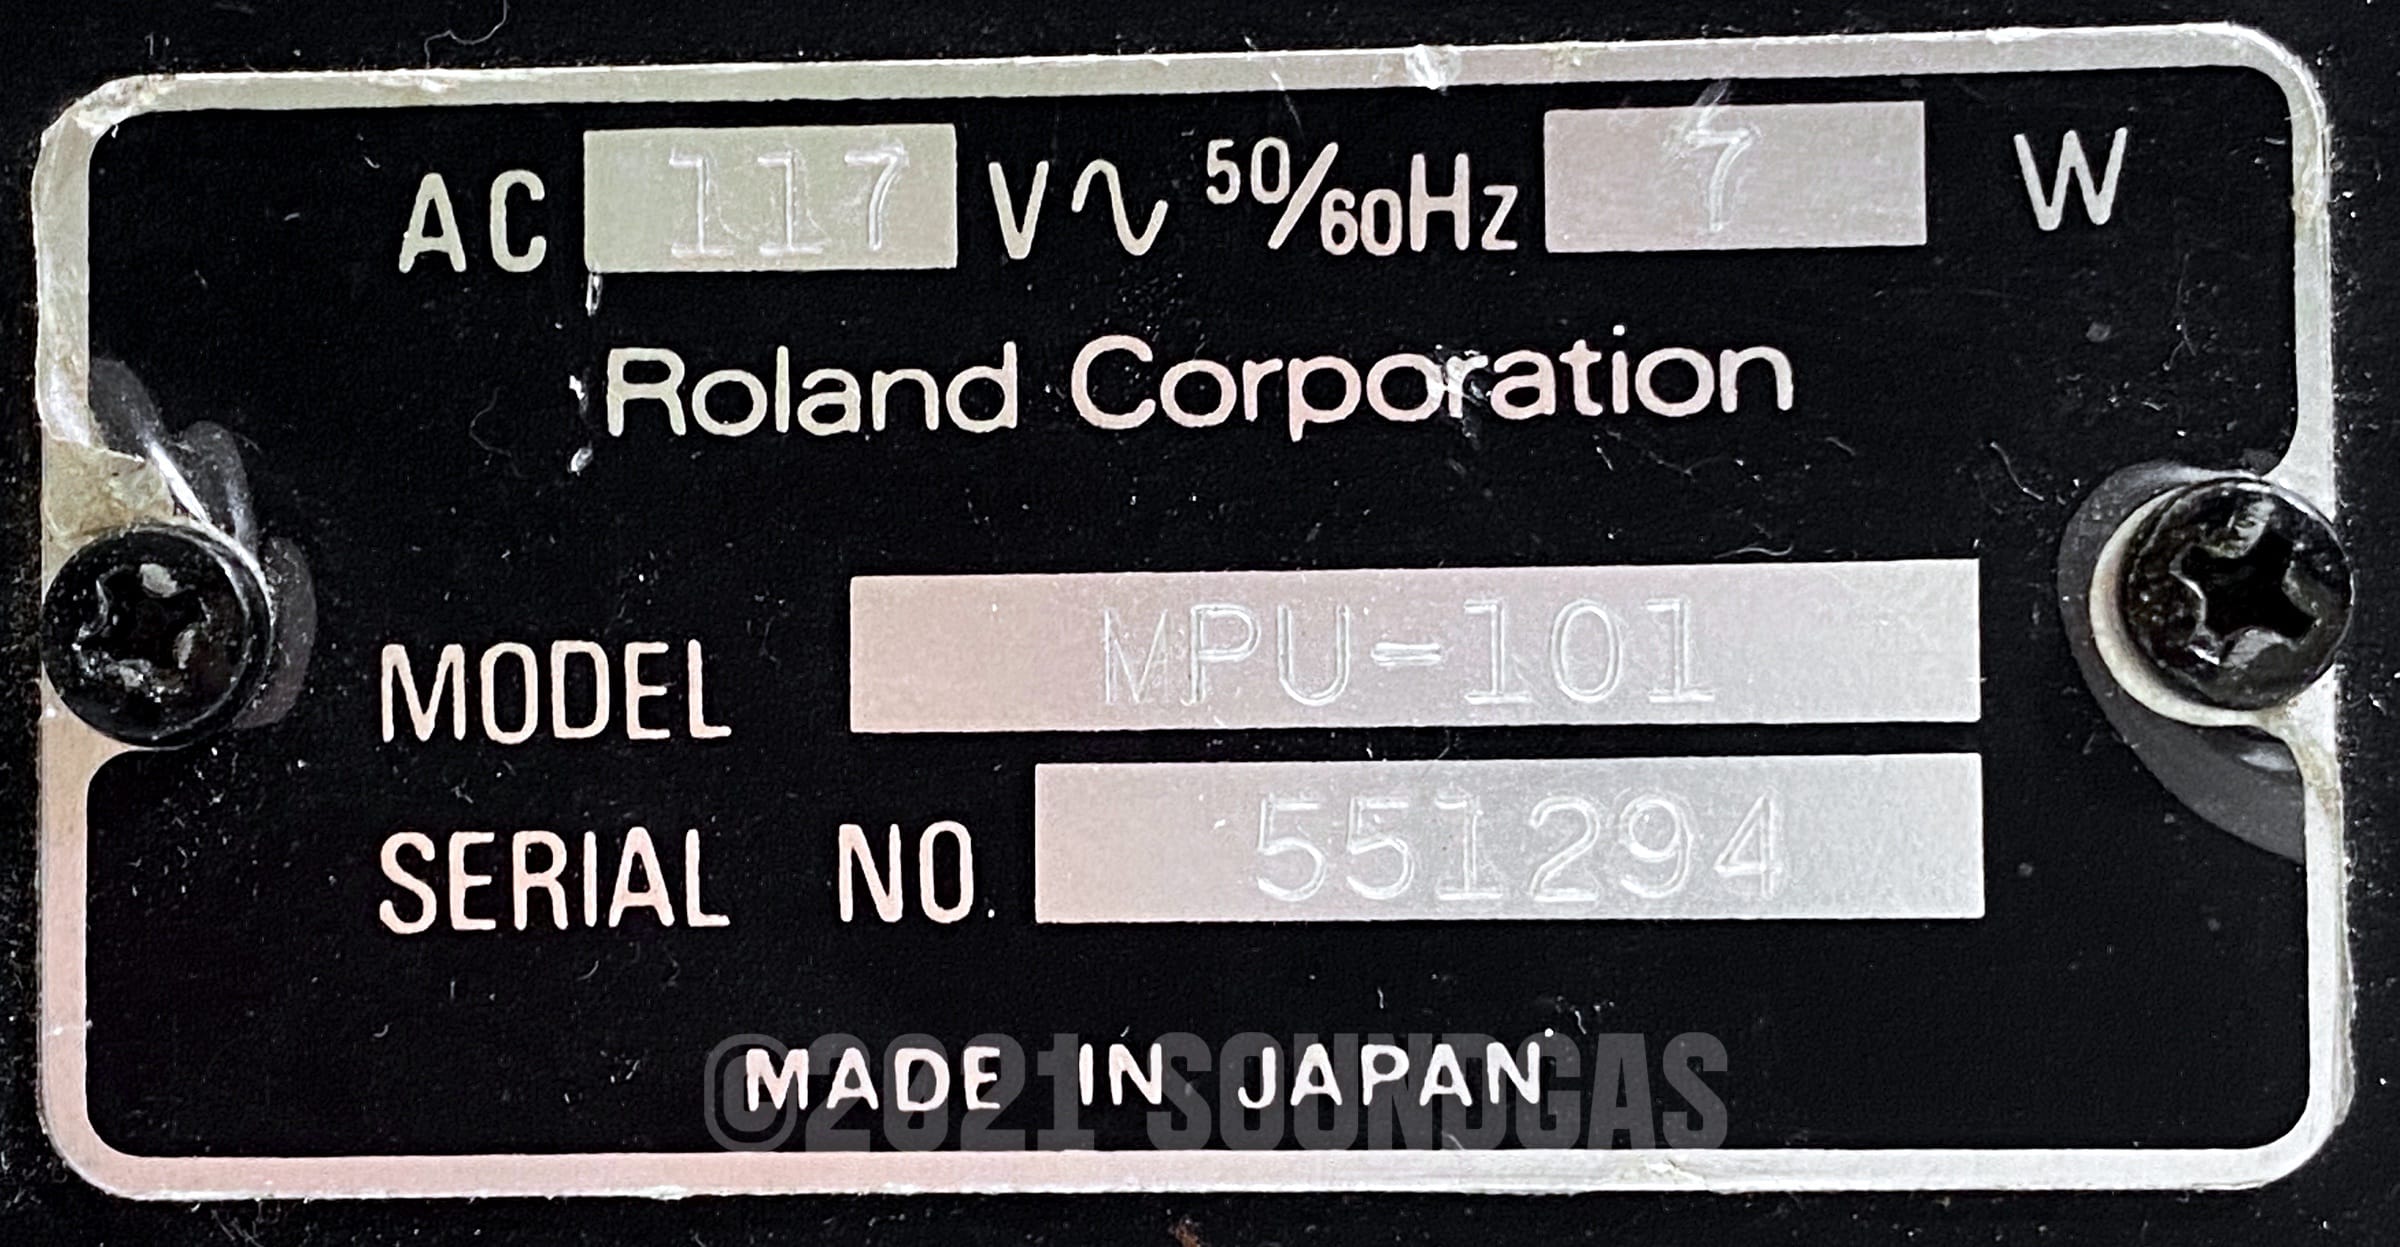 AC 117 V∿ 50/60Hz 7 W
Roland Corporation
MODEL MPU-101
SERIAL NO. 551294
MADE IN JAPAN
©2021 SOUNDGAS